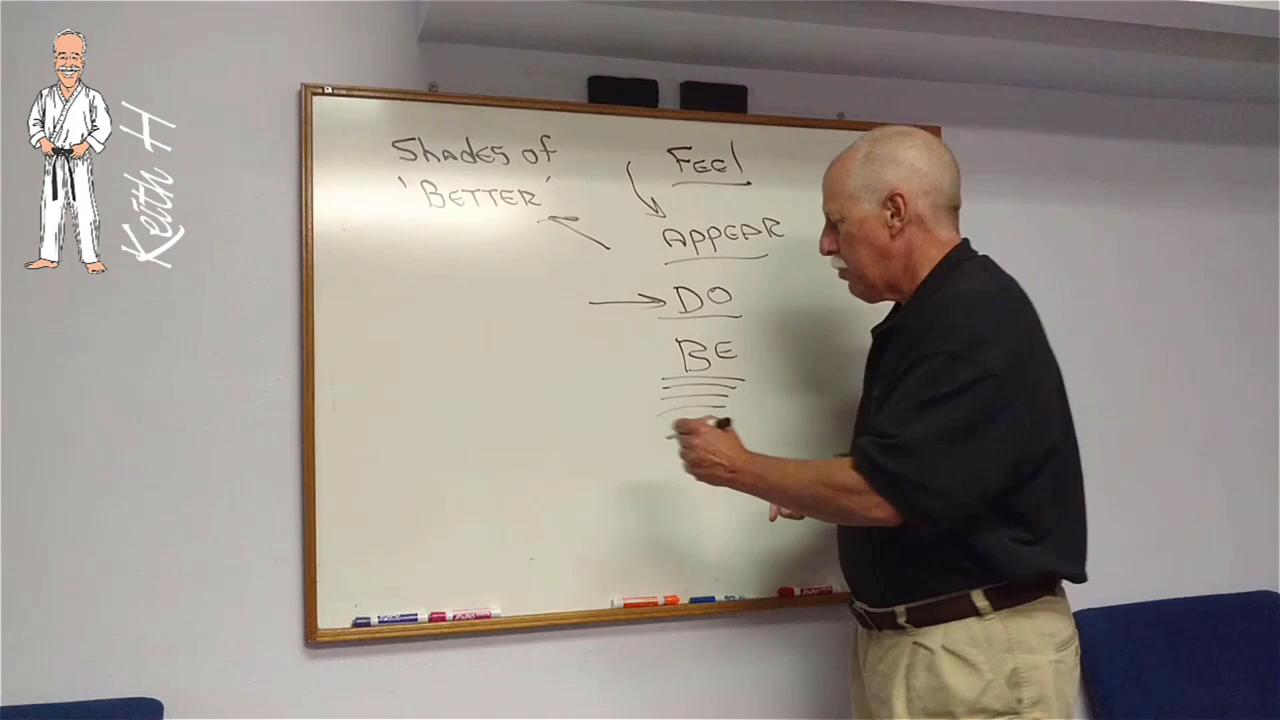 Keith H
Shades of
'BETTER'
FEEl
APPEAR
DO
BE